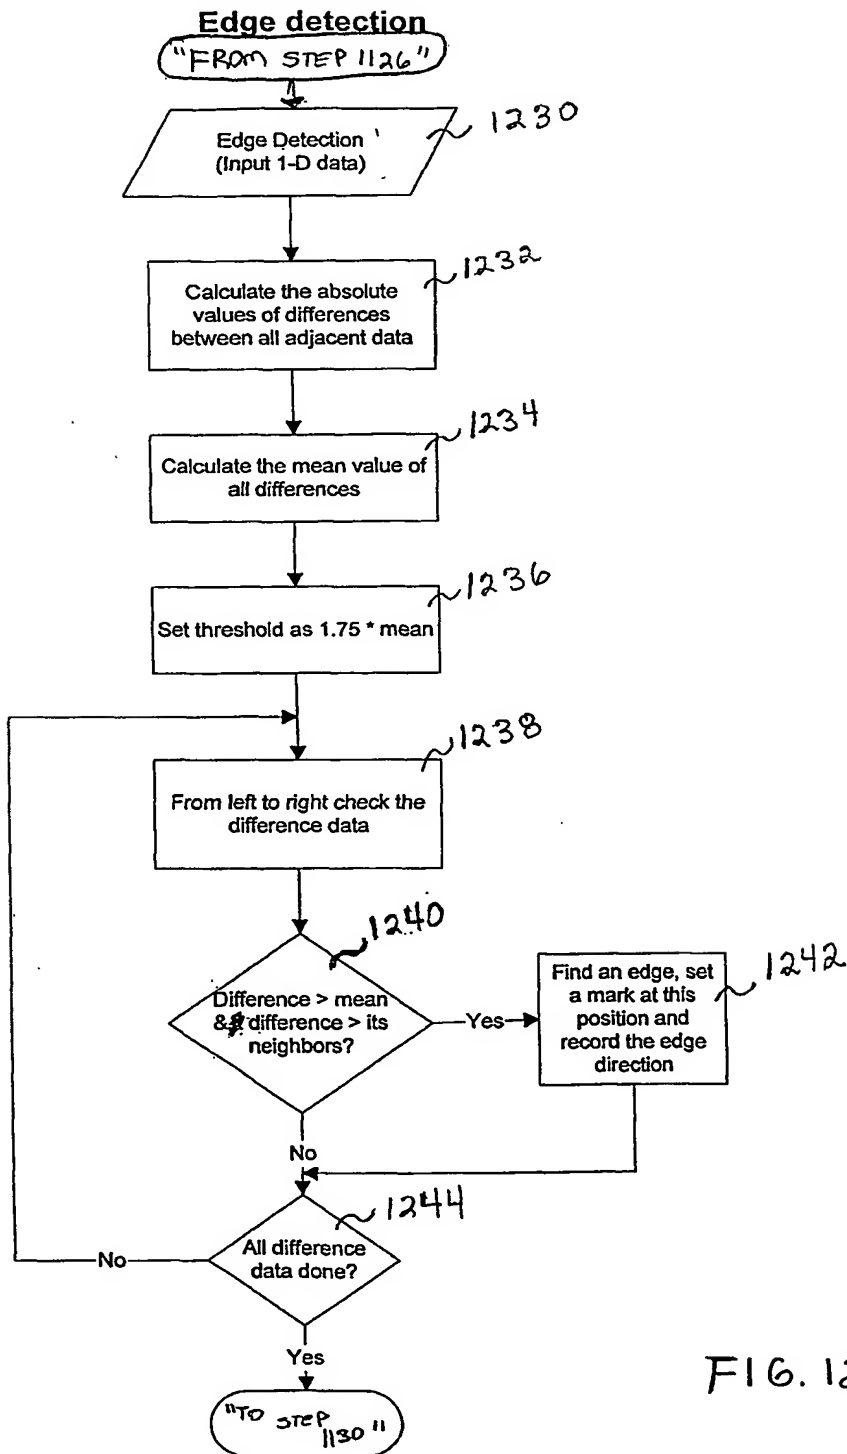 Edge detection
"FROM STEP 1126"
1230
Edge Detection
(Input 1-D data)
1232
Calculate the absolute
values of differences
between all adjacent data
1234
Calculate the mean value of
all differences
1236
Set threshold as 1.75 * mean
1238
From left to right check the
difference data
1240
Difference > mean
&& difference > its
neighbors?
Yes
Find an edge, set
a mark at this
position and
record the edge
direction
1242
No
1244
All difference
data done?
No
Yes
"TO STEP
1130"
FIG. 12